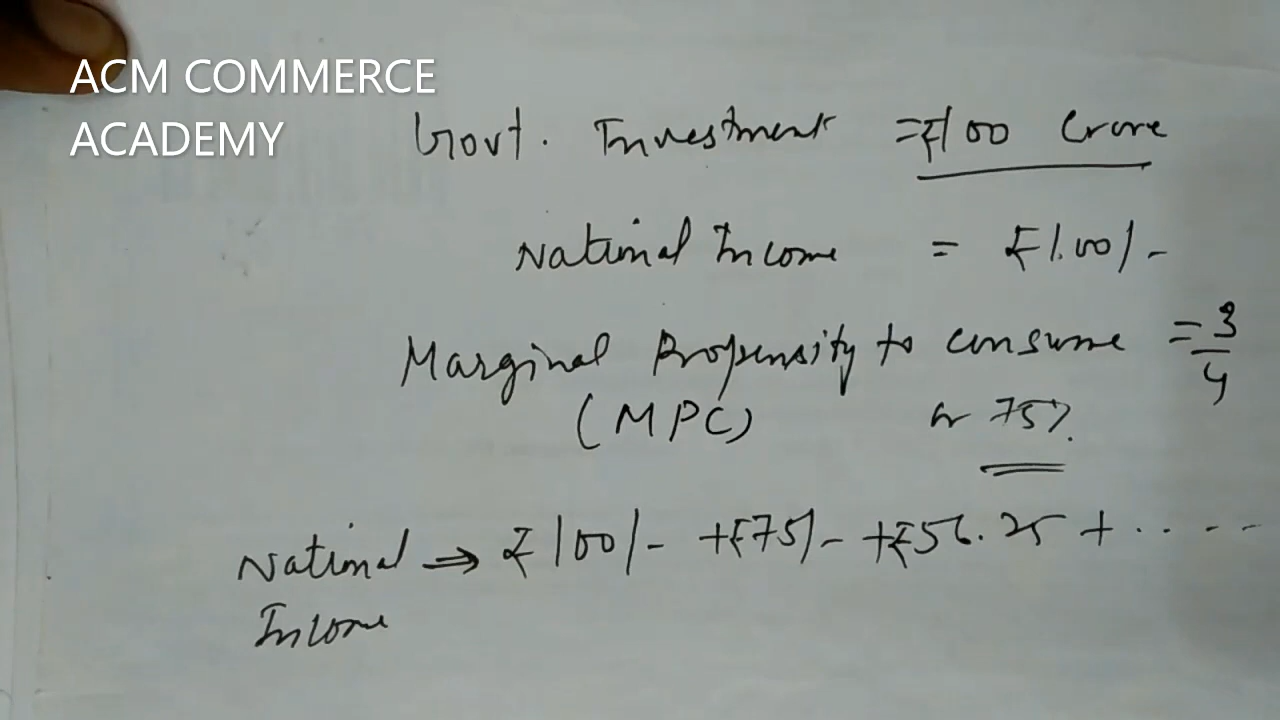 ACM COMMERCE
ACADEMY
Govt. Investment = ₹100 Crore
National Income = ₹1.00/-
Marginal Propensity to consume = 3/4
(MPC) or 75%.
National ⇒ ₹100/- + ₹75/- + ₹56.25 + .....
Income